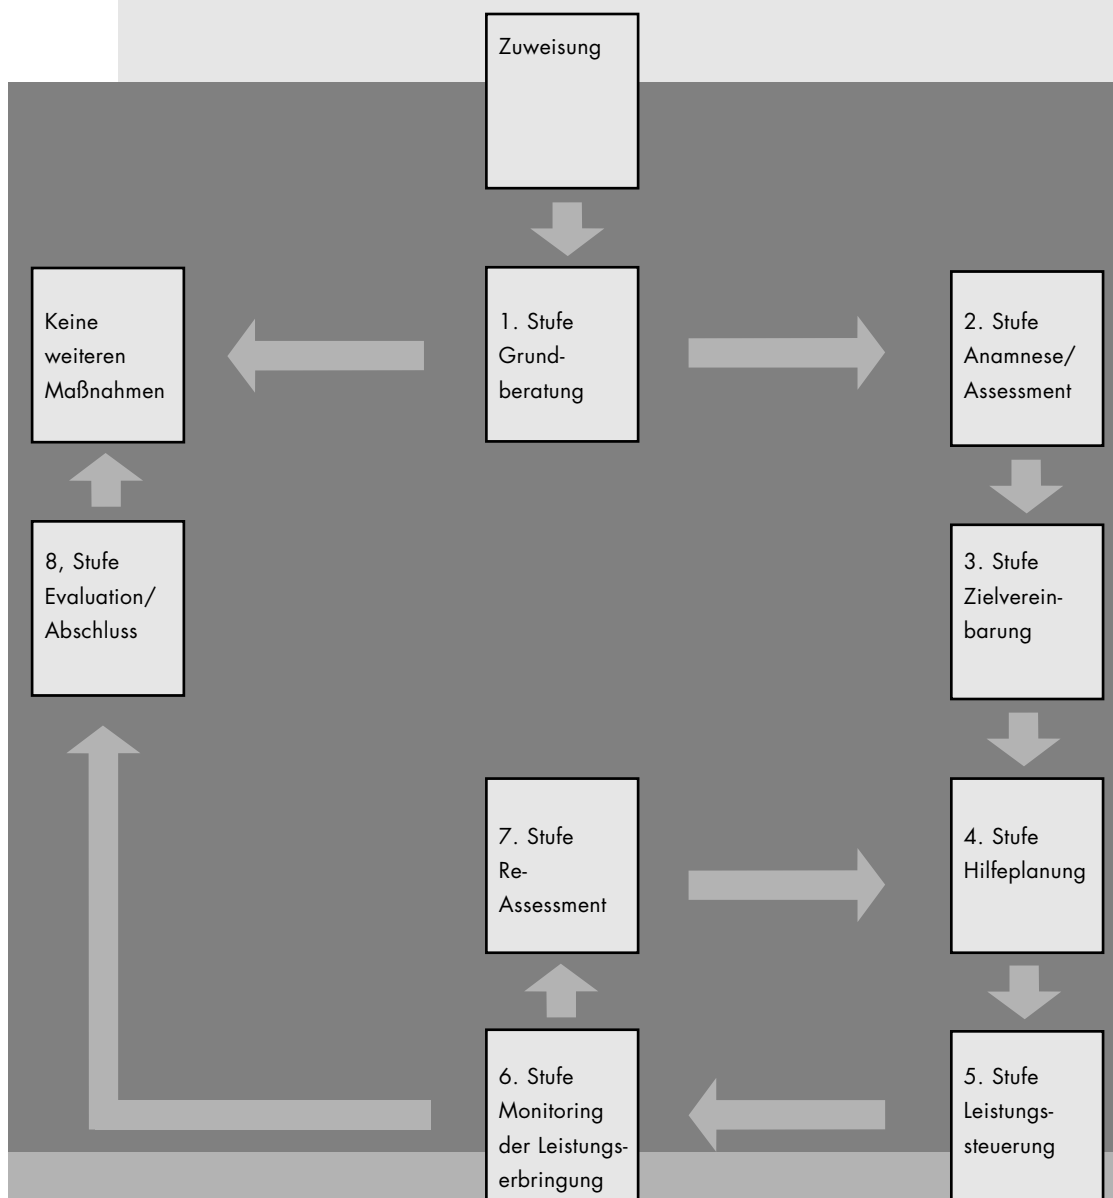 Zuweisung
Keine
weiteren
Maßnahmen
1. Stufe
Grund-
beratung
2. Stufe
Anamnese/
Assessment
8, Stufe
Evaluation/
Abschluss
3. Stufe
Zielverein-
barung
7. Stufe
Re-
Assessment
4. Stufe
Hilfeplanung
6. Stufe
Monitoring
der Leistungs-
erbringung
5. Stufe
Leistungs-
steuerung